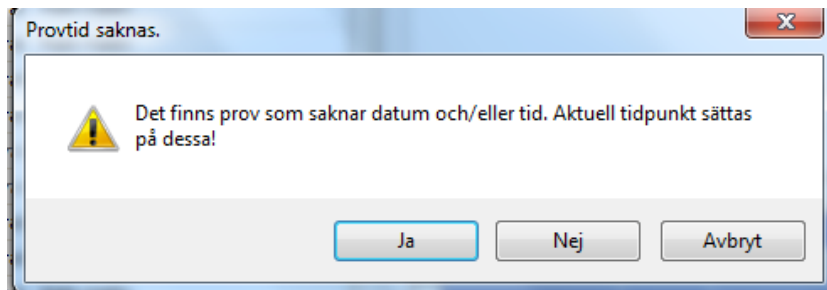 Provtid saknas.
Det finns prov som saknar datum och/eller tid. Aktuell tidpunkt sättas
på dessa!
Ja Nej Avbryt